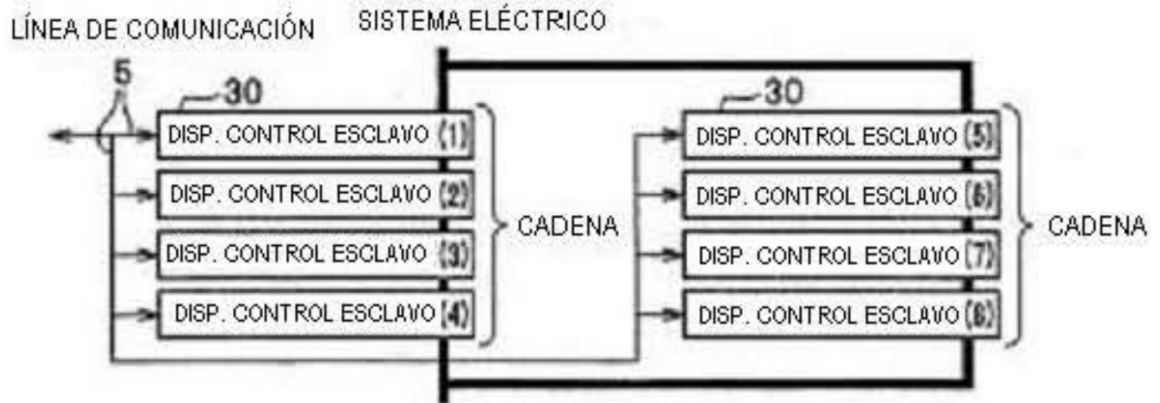 LÍNEA DE COMUNICACIÓN
SISTEMA ELÉCTRICO
5
30
30
DISP. CONTROL ESCLAVO (1)
DISP. CONTROL ESCLAVO (5)
DISP. CONTROL ESCLAVO (2)
DISP. CONTROL ESCLAVO (6)
CADENA
CADENA
DISP. CONTROL ESCLAVO (3)
DISP. CONTROL ESCLAVO (7)
DISP. CONTROL ESCLAVO (4)
DISP. CONTROL ESCLAVO (8)